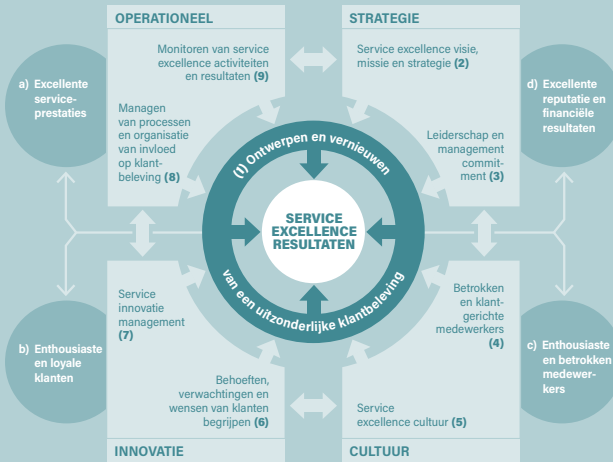 OPERATIONEEL
STRATEGIE
Monitoren van service
excellence activiteiten
en resultaten (9)
Service excellence visie,
missie en strategie (2)
a) Excellente
service-
prestaties
d) Excellente
reputatie en
financiële
resultaten
Managen
van processen
en organisatie
van invloed
op klant-
beleving (8)
Leiderschap en
management
commit-
ment (3)
(1) Ontwerpen en vernieuwen
SERVICE
EXCELLENCE
RESULTATEN
van een uitzonderlijke klantbeleving
Service
innovatie
management
(7)
Betrokken
en klant-
gerichte
medewerkers
(4)
b) Enthousiaste
en loyale
klanten
c) Enthousiaste
en betrokken
medewer-
kers
Behoeften,
verwachtingen en
wensen van klanten
begrijpen (6)
Service
excellence cultuur (5)
INNOVATIE
CULTUUR